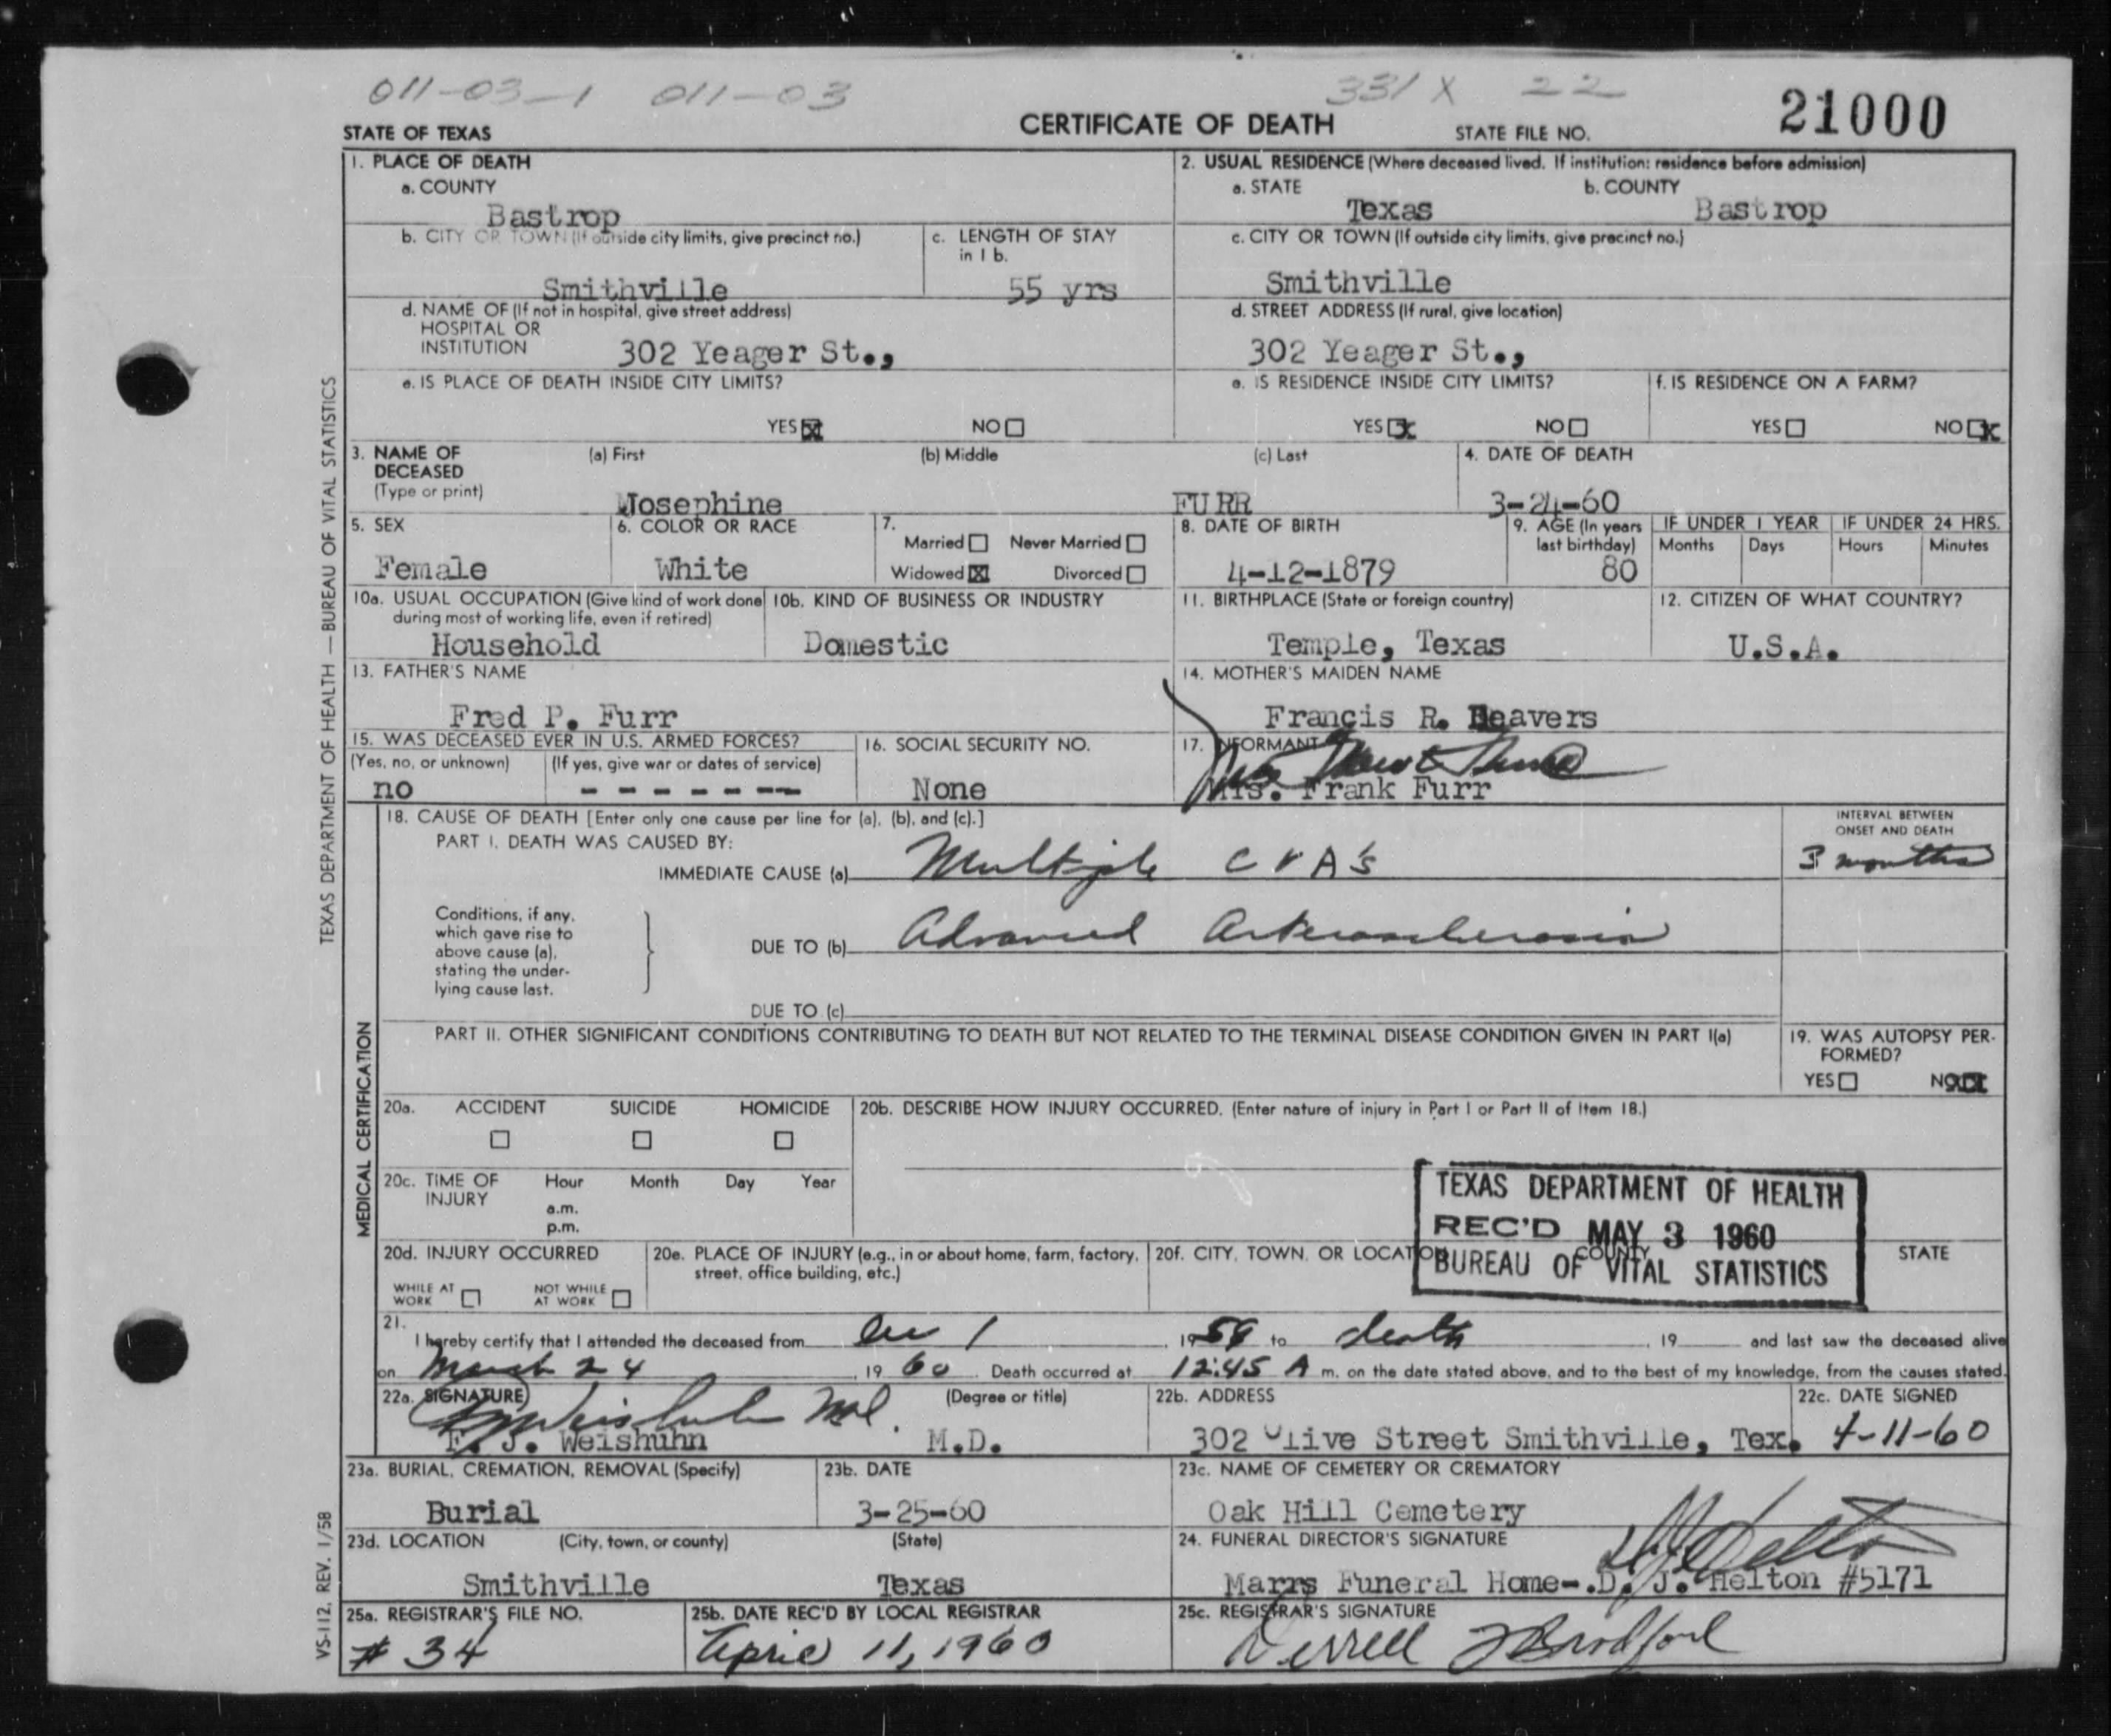 011-03-1 011-03 331X 22
STATE OF TEXAS CERTIFICATE OF DEATH STATE FILE NO. 21000
1. PLACE OF DEATH
a. COUNTY
Bastrop
2. USUAL RESIDENCE (Where deceased lived. If institution: residence before admission)
a. STATE b. COUNTY
Texas Bastrop
b. CITY OR TOWN (If outside city limits, give precinct no.)
Smithville
c. LENGTH OF STAY
in 1 b.
55 yrs
c. CITY OR TOWN (If outside city limits, give precinct no.)
Smithville
d. NAME OF (If not in hospital, give street address)
HOSPITAL OR
INSTITUTION 302 Yeager St.,
d. STREET ADDRESS (If rural, give location)
302 Yeager St.,
e. IS PLACE OF DEATH INSIDE CITY LIMITS?
YES NO
e. IS RESIDENCE INSIDE CITY LIMITS?
YES NO
f. IS RESIDENCE ON A FARM?
YES NO
3. NAME OF
DECEASED
(Type or print)
(a) First (b) Middle (c) Last
Josephine FURR
4. DATE OF DEATH
3-24-60
5. SEX
Female
6. COLOR OR RACE
White
7.
Married Never Married
Widowed Divorced
8. DATE OF BIRTH
4-12-1879
9. AGE (In years
last birthday)
80
IF UNDER 1 YEAR IF UNDER 24 HRS.
Months Days Hours Minutes
10a. USUAL OCCUPATION (Give kind of work done
during most of working life, even if retired)
Household
10b. KIND OF BUSINESS OR INDUSTRY
Domestic
11. BIRTHPLACE (State or foreign country)
Temple, Texas
12. CITIZEN OF WHAT COUNTRY?
U.S.A.
13. FATHER'S NAME
Fred P. Furr
14. MOTHER'S MAIDEN NAME
Francis R. Deavers
15. WAS DECEASED EVER IN U.S. ARMED FORCES?
(Yes, no, or unknown) (If yes, give war or dates of service)
no - - - - - - -
16. SOCIAL SECURITY NO.
None
17. INFORMANT
Mrs. Frank Furr
18. CAUSE OF DEATH [Enter only one cause per line for (a), (b), and (c).]
PART I. DEATH WAS CAUSED BY:
IMMEDIATE CAUSE (a) Multiple CVA's
INTERVAL BETWEEN
ONSET AND DEATH
3 months
Conditions, if any,
which gave rise to
above cause (a),
stating the under-
lying cause last.
DUE TO (b) Advanced Arteriosclerosis
DUE TO (c)
PART II. OTHER SIGNIFICANT CONDITIONS CONTRIBUTING TO DEATH BUT NOT RELATED TO THE TERMINAL DISEASE CONDITION GIVEN IN PART I(a)
19. WAS AUTOPSY PER-
FORMED?
YES NO
20a. ACCIDENT SUICIDE HOMICIDE
20b. DESCRIBE HOW INJURY OCCURRED. (Enter nature of injury in Part I or Part II of Item 18.)
20c. TIME OF
INJURY
Hour Month Day Year
a.m.
p.m.
TEXAS DEPARTMENT OF HEALTH
REC'D MAY 3 1960
BUREAU OF VITAL STATISTICS
20d. INJURY OCCURRED
WHILE AT
WORK
NOT WHILE
AT WORK
20e. PLACE OF INJURY (e.g., in or about home, farm, factory,
street, office building, etc.)
20f. CITY, TOWN, OR LOCATION COUNTY STATE
21.
I hereby certify that I attended the deceased from Dec 1, 1959 to death, 19 and last saw the deceased alive
on March 24, 1960. Death occurred at 12:45 A m. on the date stated above, and to the best of my knowledge, from the causes stated.
22a. SIGNATURE (Degree or title)
Weishuhn Md.
F. J. Weishuhn M.D.
22b. ADDRESS
302 Olive Street Smithville, Tex.
22c. DATE SIGNED
4-11-60
23a. BURIAL, CREMATION, REMOVAL (Specify)
Burial
23b. DATE
3-25-60
23c. NAME OF CEMETERY OR CREMATORY
Oak Hill Cemetery
23d. LOCATION (City, town, or county) (State)
Smithville Texas
24. FUNERAL DIRECTOR'S SIGNATURE
D J Helton
Marrs Funeral Home-.D. J. Helton #5171
25a. REGISTRAR'S FILE NO.
# 34
25b. DATE REC'D BY LOCAL REGISTRAR
April 11, 1960
25c. REGISTRAR'S SIGNATURE
Derrell J Bradford
TEXAS DEPARTMENT OF HEALTH — BUREAU OF VITAL STATISTICS
MEDICAL CERTIFICATION
VS-112, REV. 1/58